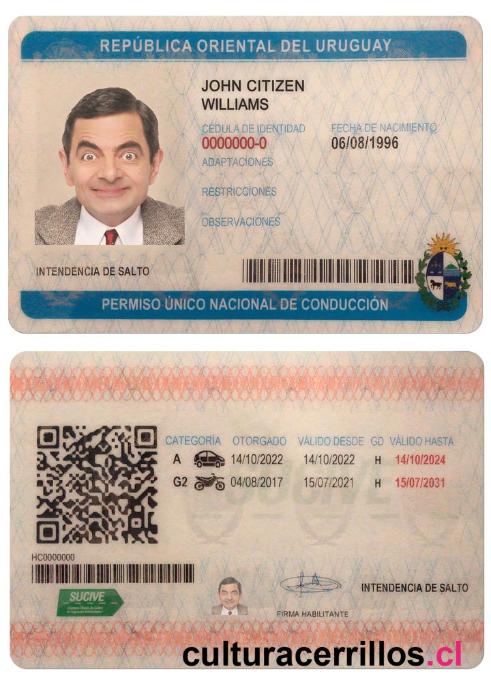 REPÚBLICA ORIENTAL DEL URUGUAY
JOHN CITIZEN
WILLIAMS
CÉDULA DE IDENTIDAD FECHA DE NACIMIENTO
0000000-0 06/08/1996
ADAPTACIONES
RESTRICCIONES
OBSERVACIONES
INTENDENCIA DE SALTO
PERMISO ÚNICO NACIONAL DE CONDUCCIÓN
CATEGORÍA OTORGADO VÁLIDO DESDE GD VÁLIDO HASTA
A 14/10/2022 14/10/2022 H 14/10/2024
G2 04/08/2017 15/07/2021 H 15/07/2031
SUCIVE
HC0000000
SUCIVE
INTENDENCIA DE SALTO
FIRMA HABILITANTE
culturacerrillos.cl